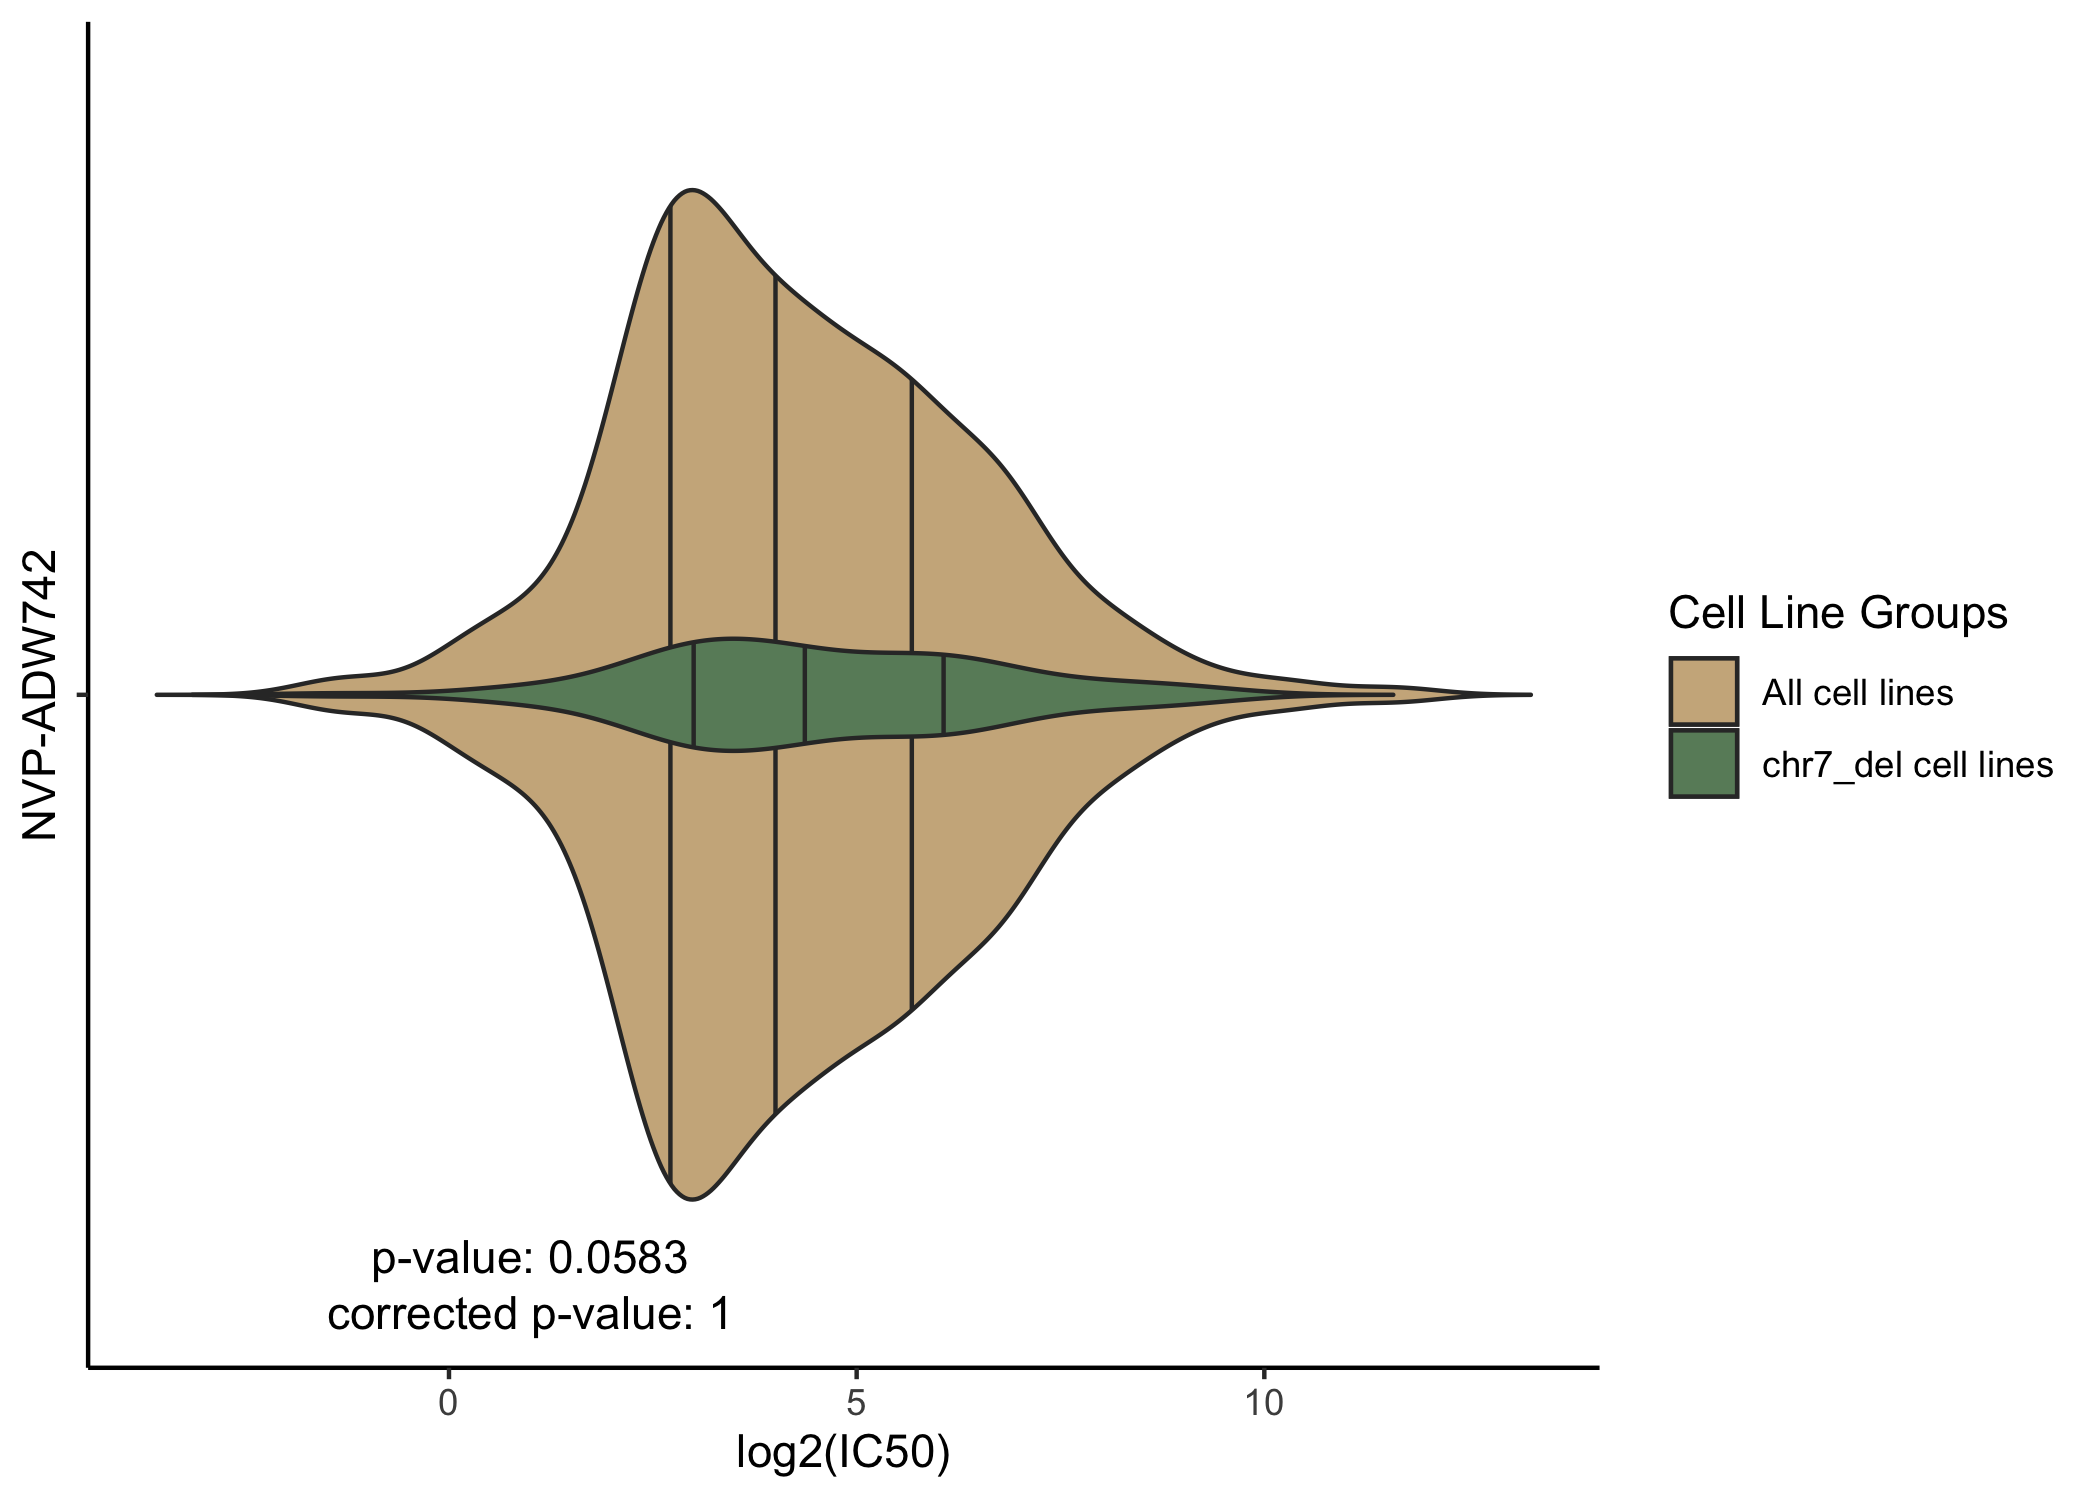 NVP-ADW742
p-value: 0.0583
corrected p-value: 1
0
5
10
log2(IC50)
Cell Line Groups
All cell lines
chr7_del cell lines